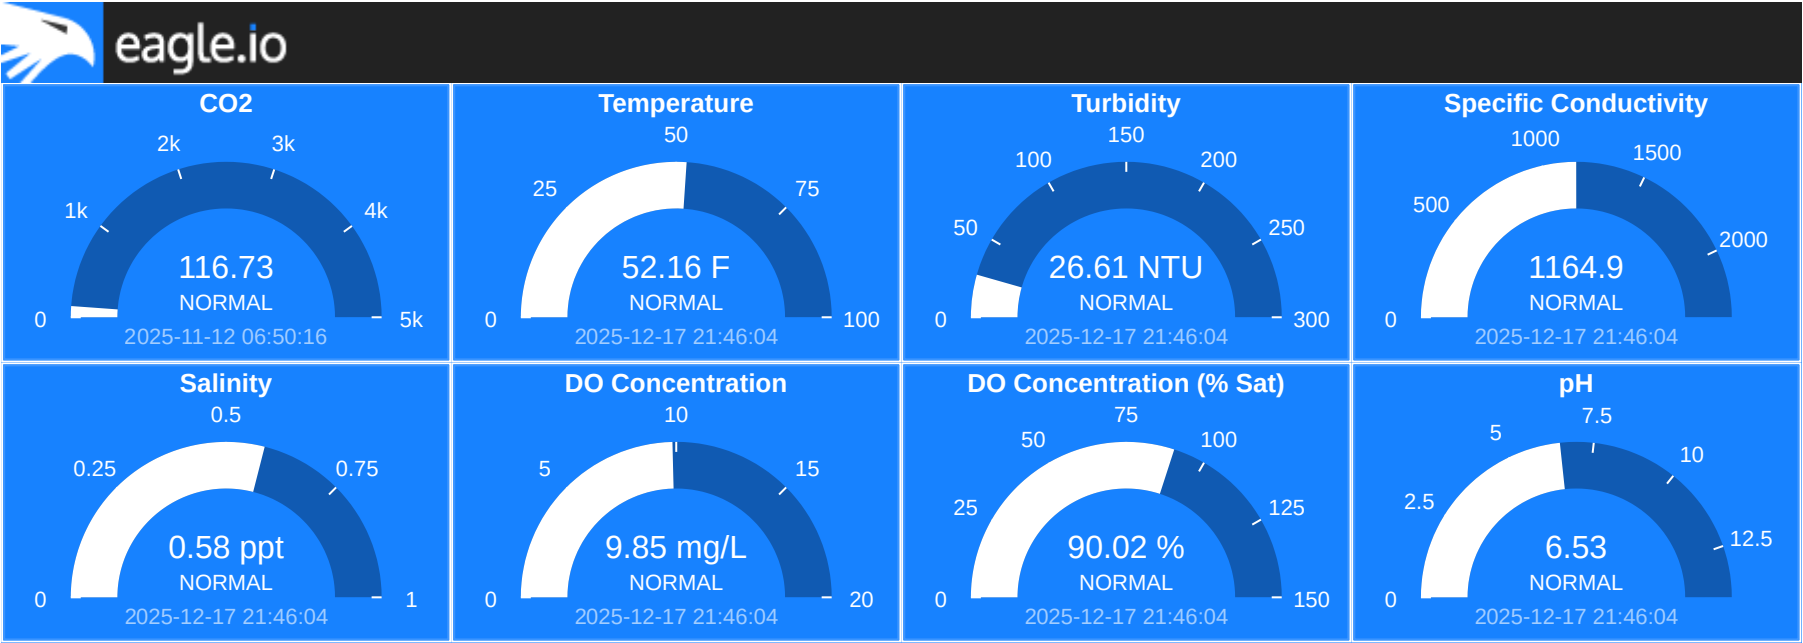 eagle.io
CO2
0
1k
2k
3k
4k
5k
116.73
NORMAL
2025-11-12 06:50:16
Temperature
0
25
50
75
100
52.16 F
NORMAL
2025-12-17 21:46:04
Turbidity
0
50
100
150
200
250
300
26.61 NTU
NORMAL
2025-12-17 21:46:04
Specific Conductivity
0
500
1000
1500
2000
1164.9
NORMAL
2025-12-17 21:46:04
Salinity
0
0.25
0.5
0.75
1
0.58 ppt
NORMAL
2025-12-17 21:46:04
DO Concentration
0
5
10
15
20
9.85 mg/L
NORMAL
2025-12-17 21:46:04
DO Concentration (% Sat)
0
25
50
75
100
125
150
90.02 %
NORMAL
2025-12-17 21:46:04
pH
0
2.5
5
7.5
10
12.5
6.53
NORMAL
2025-12-17 21:46:04